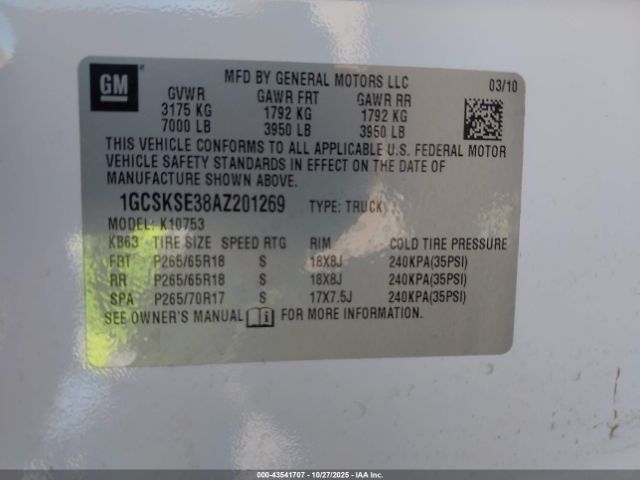 GM
MFD BY GENERAL MOTORS LLC 03/10
GVWR GAWR FRT GAWR RR
3175 KG 1792 KG 1792 KG
7000 LB 3950 LB 3950 LB
THIS VEHICLE CONFORMS TO ALL APPLICABLE U.S. FEDERAL MOTOR
VEHICLE SAFETY STANDARDS IN EFFECT ON THE DATE OF
MANUFACTURE SHOWN ABOVE.
1GCSKSE38AZ201269 TYPE: TRUCK
MODEL: K10753
KB63 TIRE SIZE SPEED RTG RIM COLD TIRE PRESSURE
FRT P265/65R18 S 18X8J 240KPA(35PSI)
RR P265/65R18 S 18X8J 240KPA(35PSI)
SPA P265/70R17 S 17X7.5J 240KPA(35PSI)
SEE OWNER'S MANUAL FOR MORE INFORMATION.
000-43541707 - 10/27/2025 - Copyright © IAA, LLC